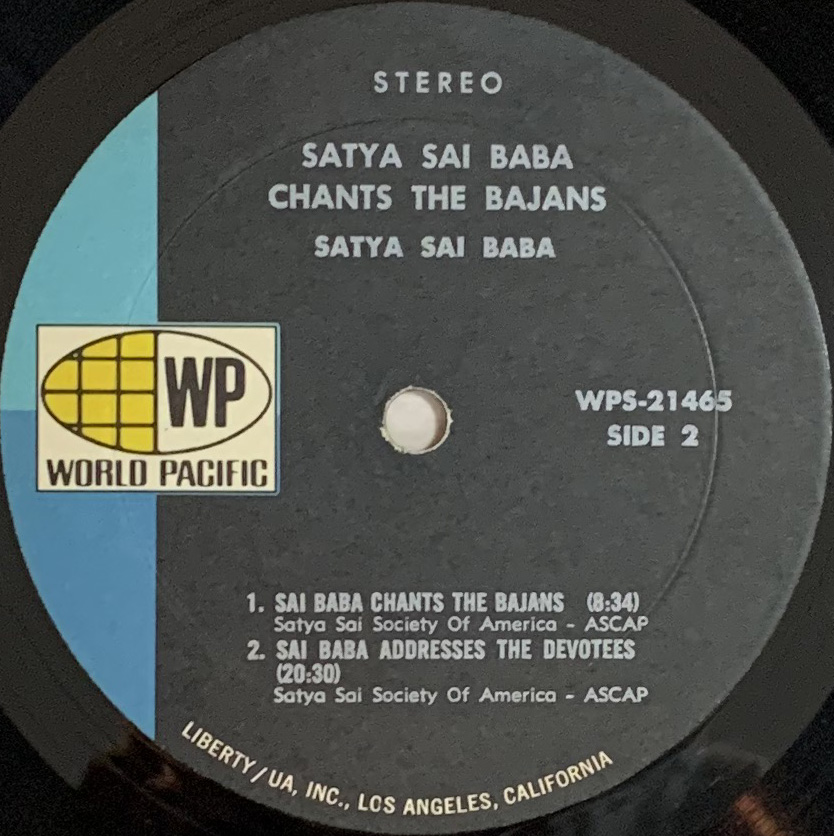 STEREO
SATYA SAI BABA
CHANTS THE BAJANS
SATYA SAI BABA
WP
WORLD PACIFIC
WPS-21465
SIDE 2
1. SAI BABA CHANTS THE BAJANS (8:34)
Satya Sai Society Of America - ASCAP
2. SAI BABA ADDRESSES THE DEVOTEES
(20:30)
Satya Sai Society Of America - ASCAP
LIBERTY/UA, INC., LOS ANGELES, CALIFORNIA